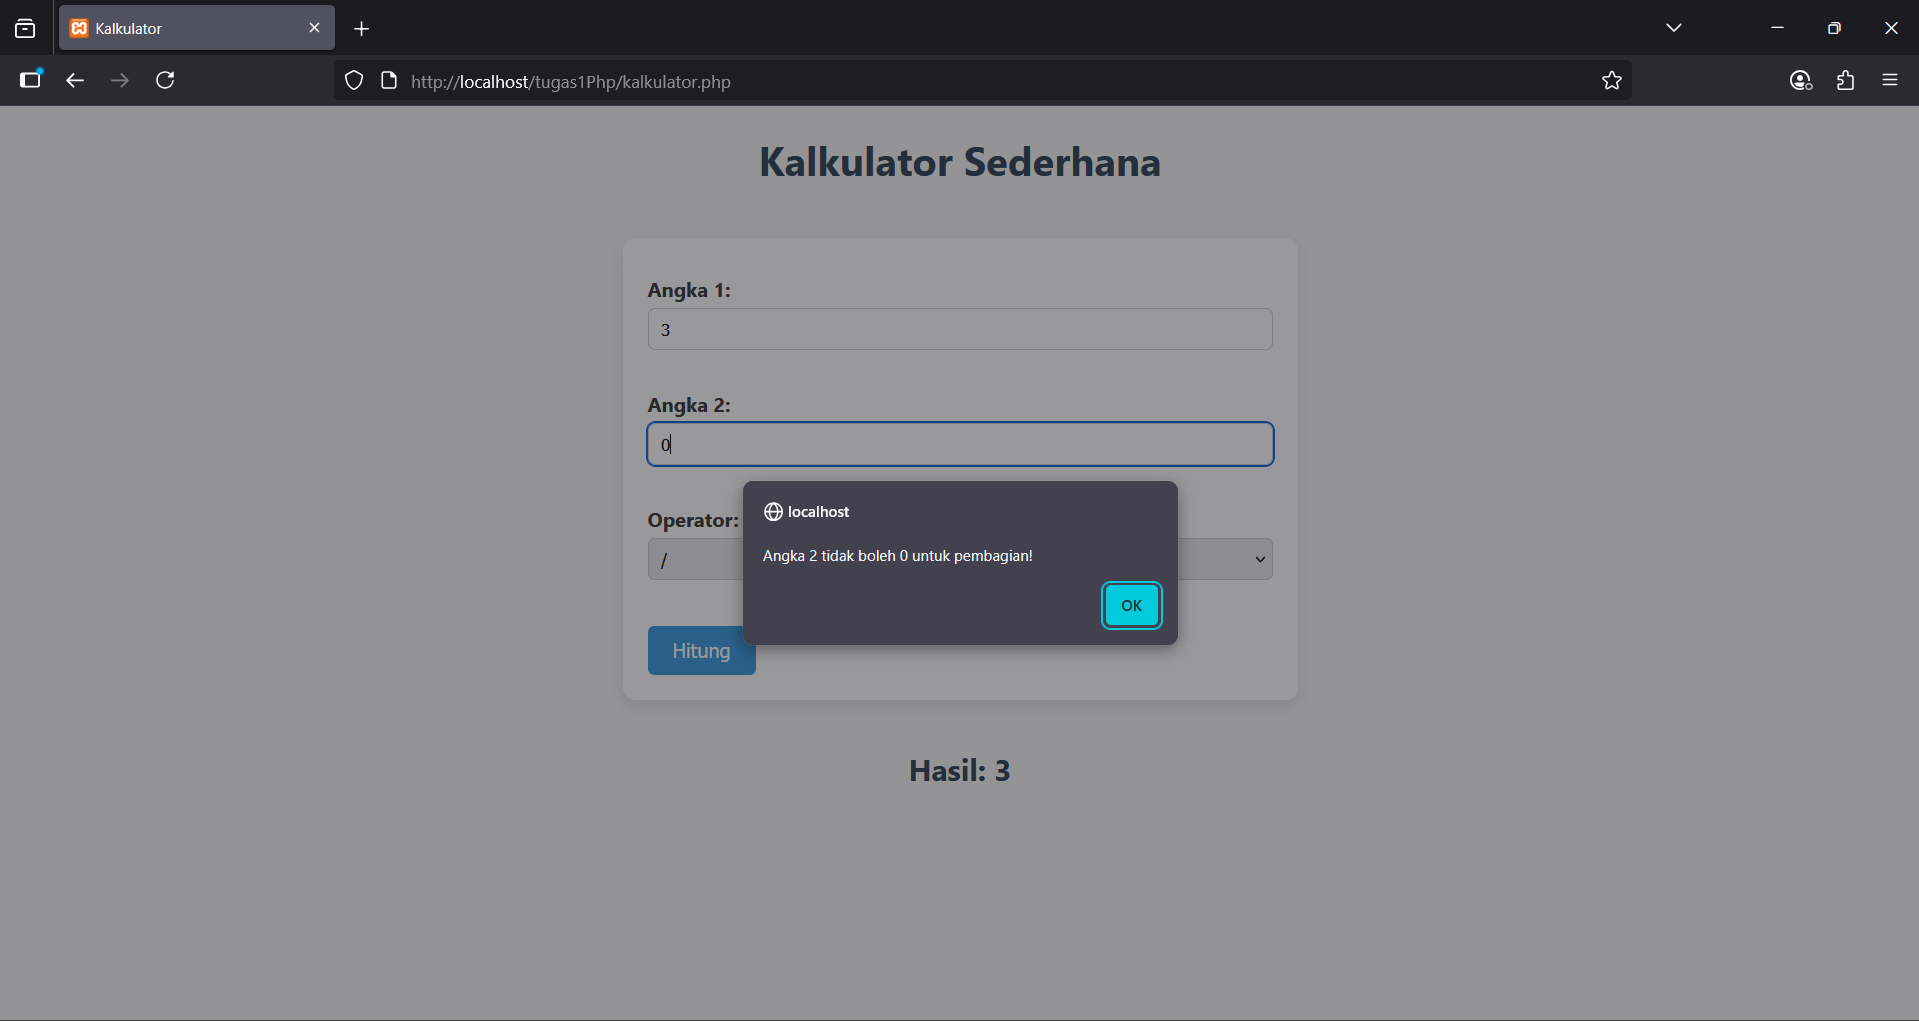 Kalkulator
http://localhost/tugas1Php/kalkulator.php
Kalkulator Sederhana
Angka 1:
3
Angka 2:
0
Operator:
/
localhost
Angka 2 tidak boleh 0 untuk pembagian!
OK
Hitung
Hasil: 3